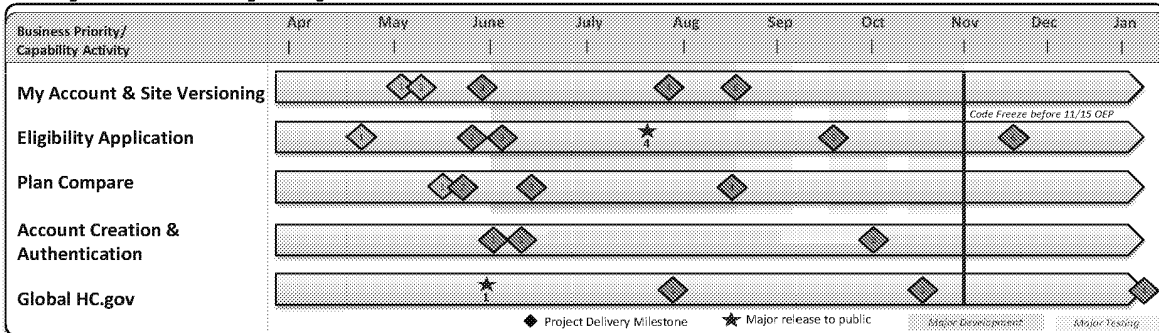 Business Priority/
Capability Activity
Apr May June July Aug Sep Oct Nov Dec Jan
My Account & Site Versioning
Code Freeze before 11/15 OEP
Eligibility Application
4
Plan Compare
Account Creation &
Authentication
Global HC.gov
1
Project Delivery Milestone
Major release to public
Major Development
Major Testing